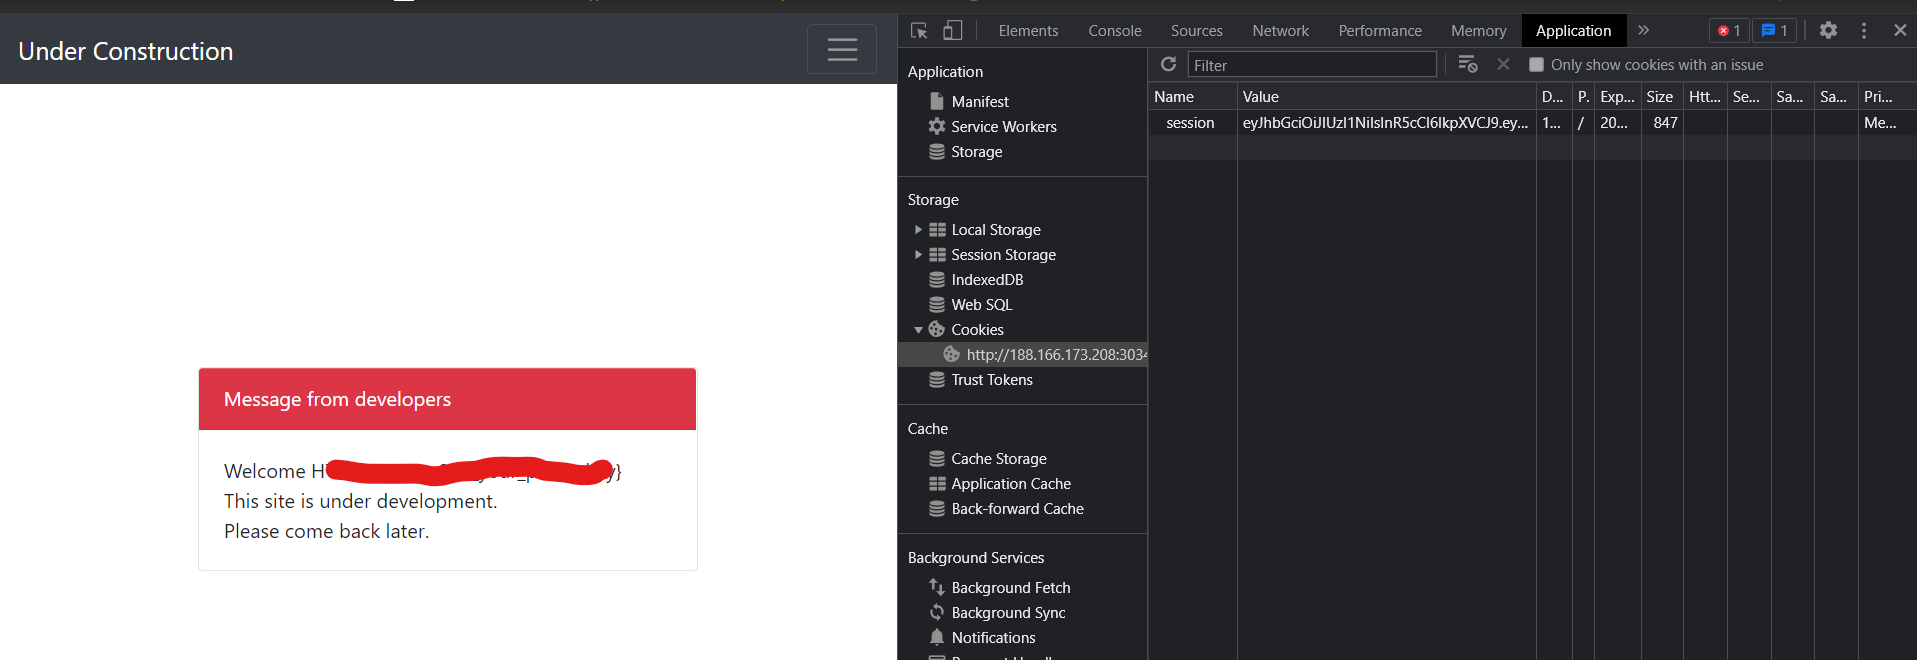 Under Construction
Message from developers
Welcome H
This site is under development.
Please come back later.
Elements Console Sources Network Performance Memory Application » 1 1
Application
Manifest
Service Workers
Storage
Storage
Local Storage
Session Storage
IndexedDB
Web SQL
Cookies
http://188.166.173.208:3034
Trust Tokens
Cache
Cache Storage
Application Cache
Back-forward Cache
Background Services
Background Fetch
Background Sync
Notifications
Filter Only show cookies with an issue
Name Value D... P. Exp... Size Htt... Se... Sa... Sa... Pri...
session 1... / 20... 847 Me...